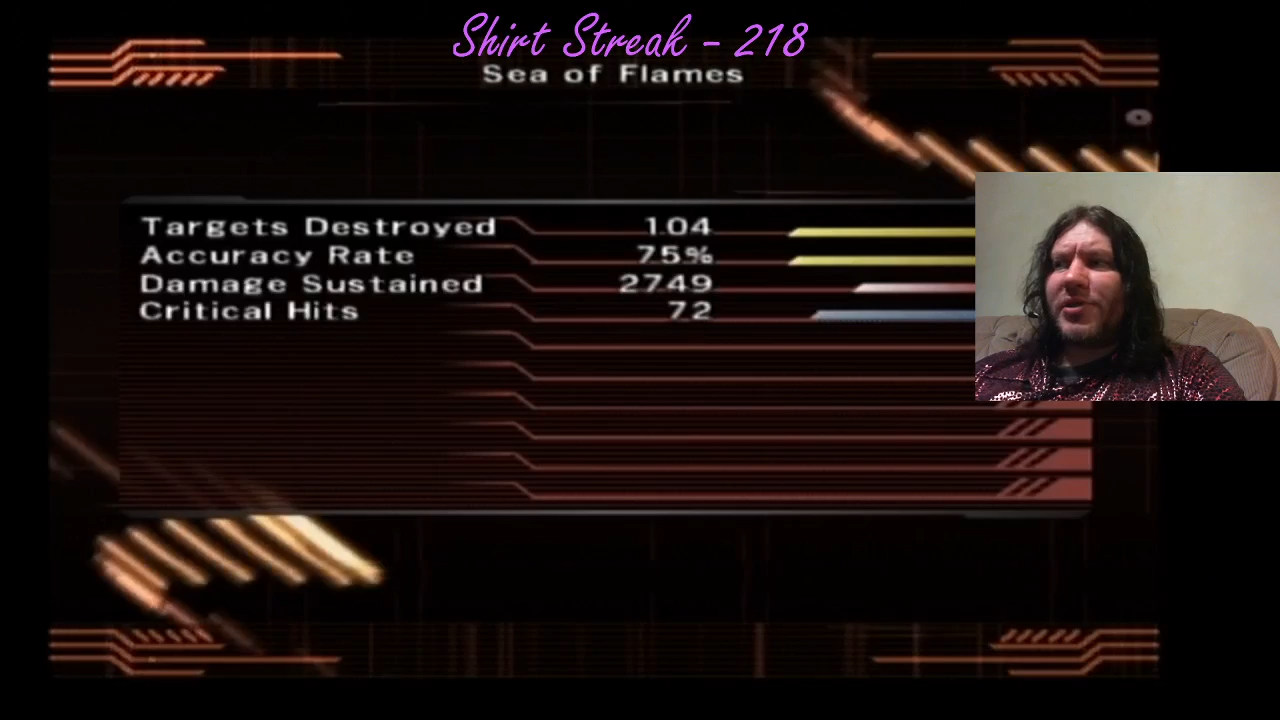 Shirt Streak - 218
Sea of Flames
Targets Destroyed 104
Accuracy Rate 75%
Damage Sustained 2749
Critical Hits 72